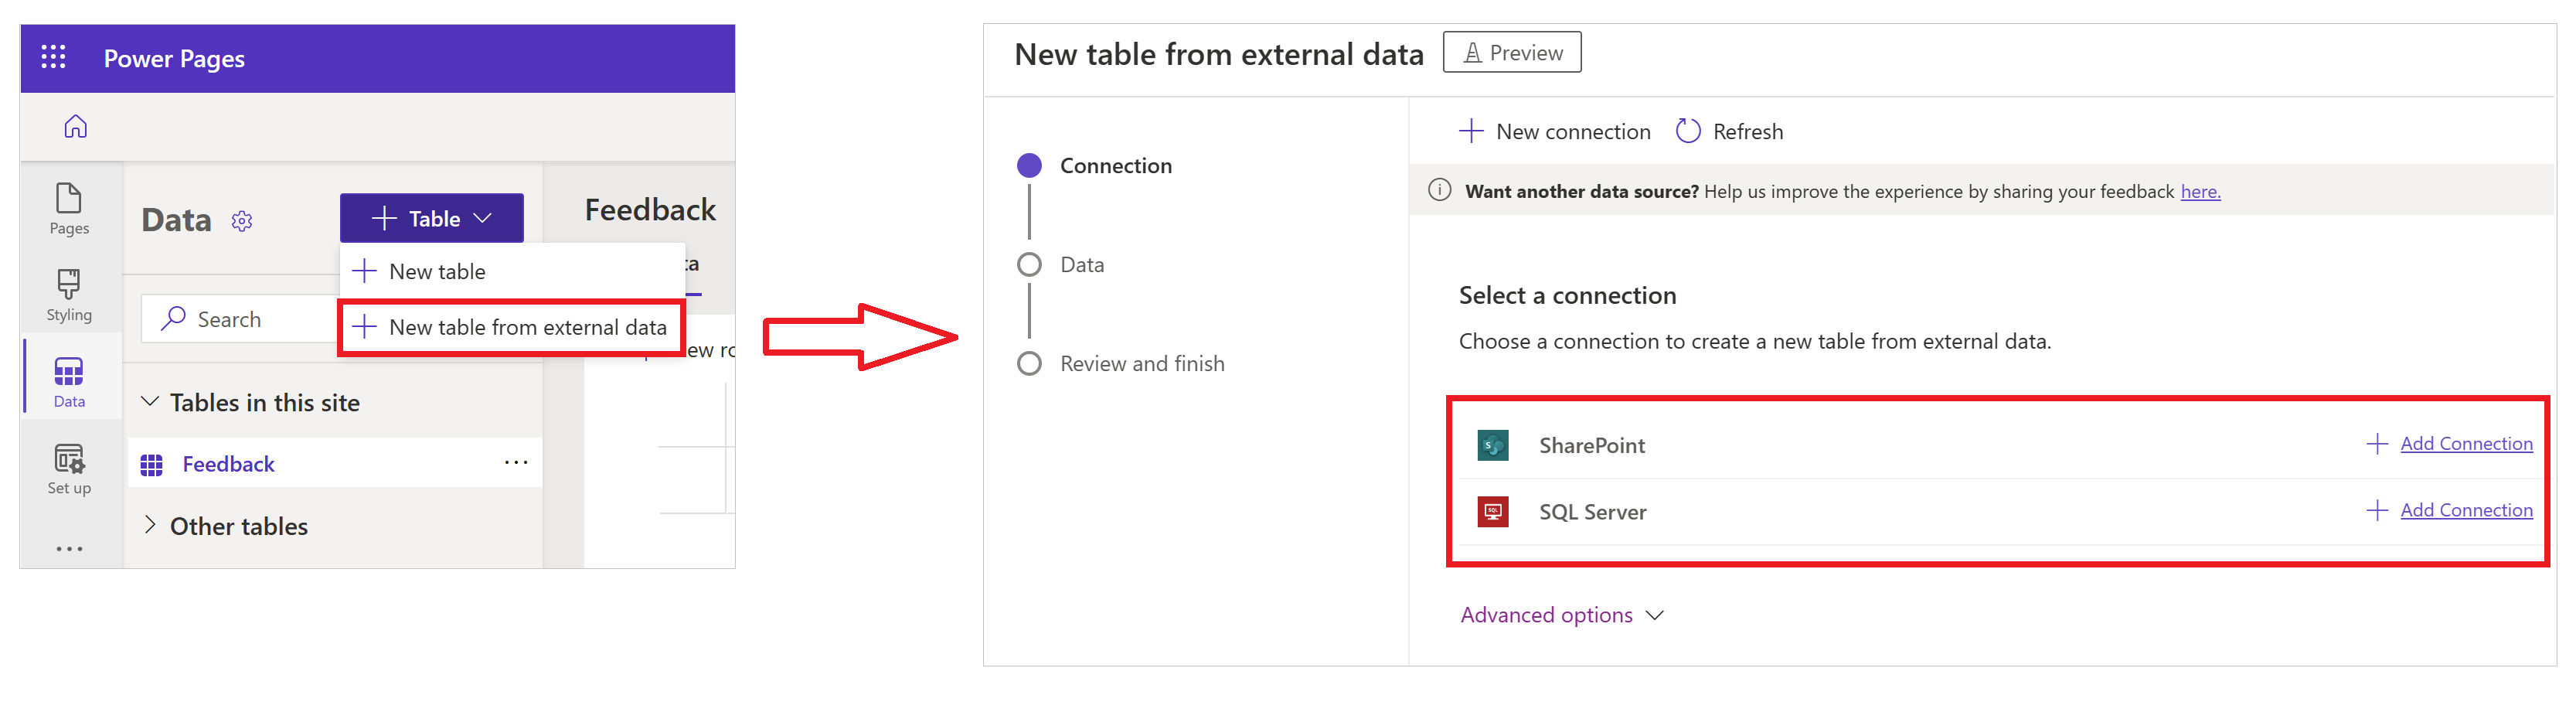 Power Pages
Pages
Styling
Data
Set up
Data
Table
New table
New table from external data
Search
Tables in this site
Feedback
Other tables
Feedback
New table from external data
Preview
Connection
Data
Review and finish
New connection
Refresh
Want another data source? Help us improve the experience by sharing your feedback here.
Select a connection
Choose a connection to create a new table from external data.
SharePoint
Add Connection
SQL Server
Add Connection
Advanced options